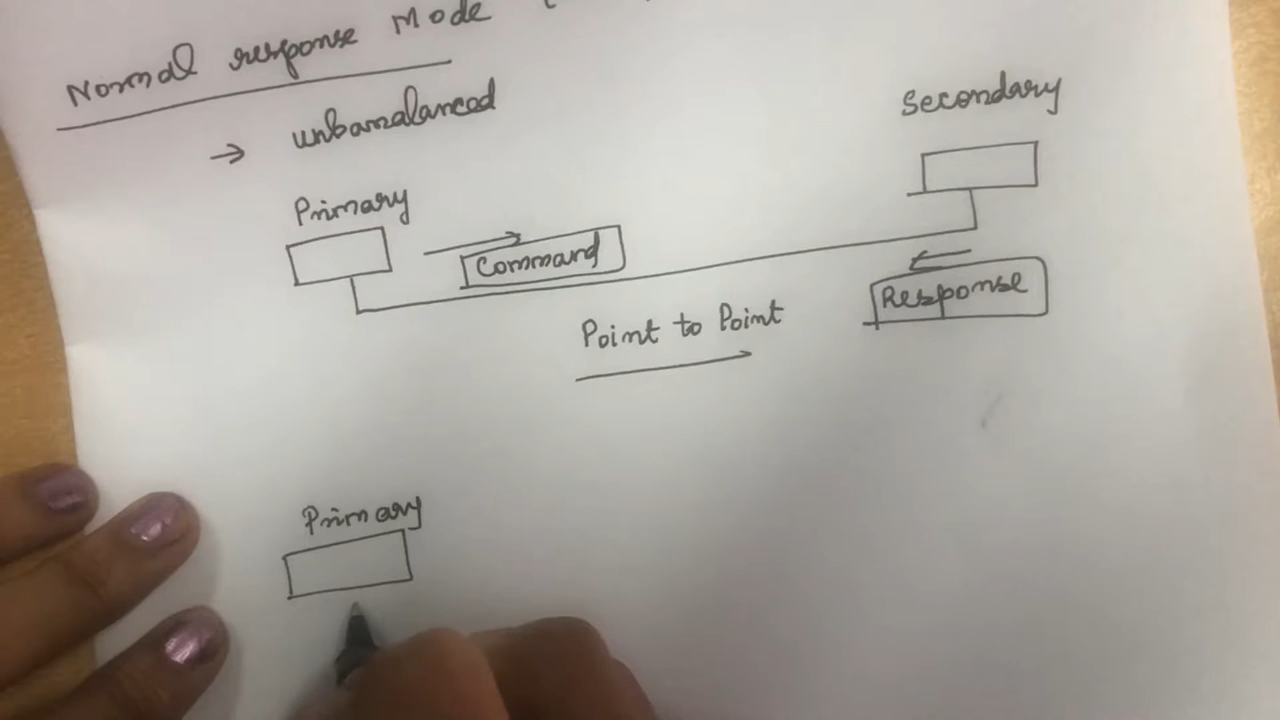 Normal response Mode (
→ unbamalanced
Secondary
Primary
Command
Response
Point to Point
Primary